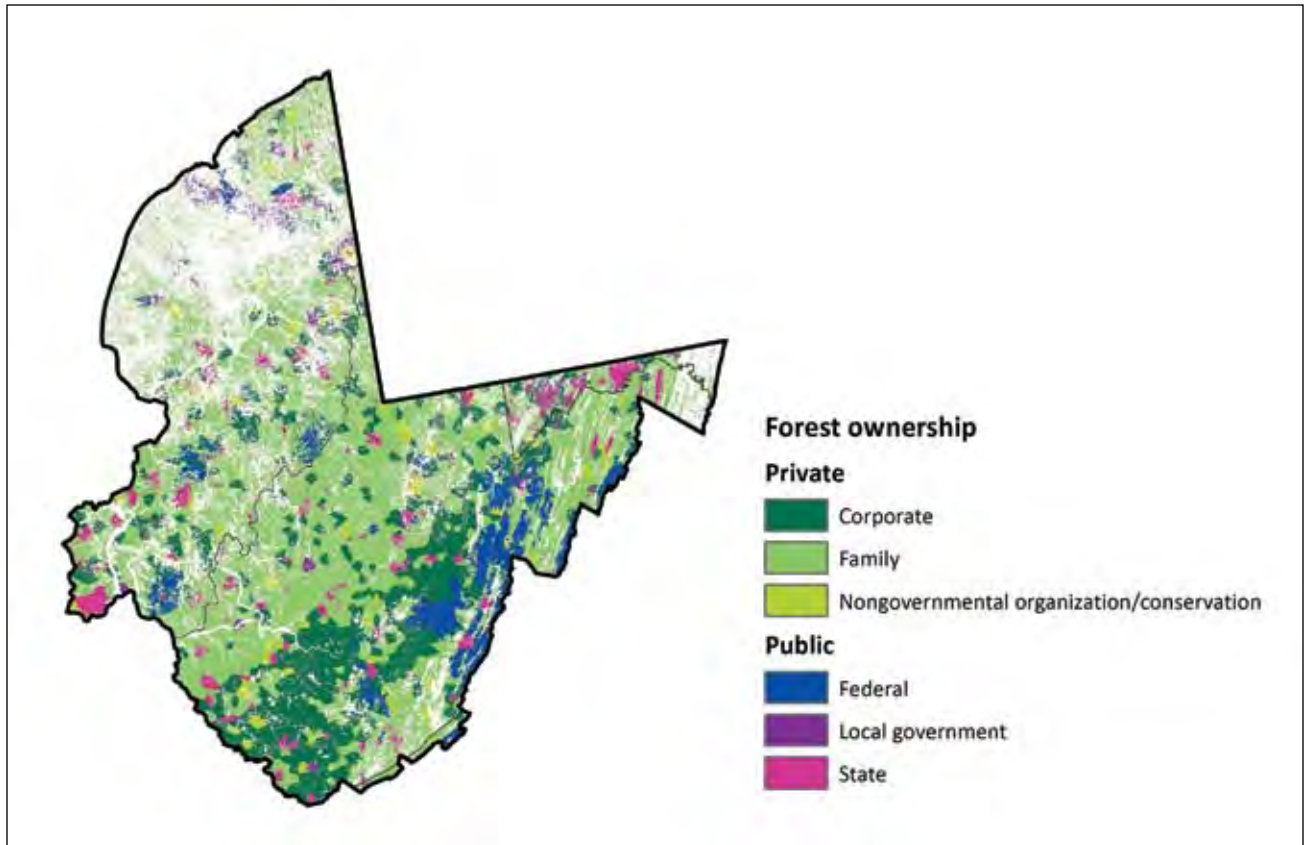 Forest ownership
Private
Corporate
Family
Nongovernmental organization/conservation
Public
Federal
Local government
State